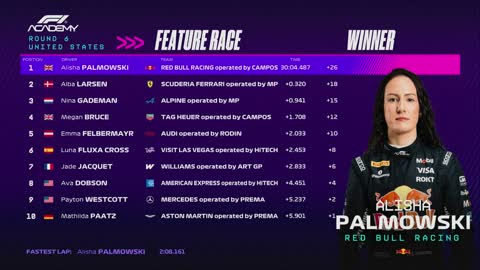 F1 ACADEMY
ROUND 6
UNITED STATES
FEATURE RACE
WINNER
POSITION DRIVER TEAM TIME POINTS
1 Alisha PALMOWSKI RED BULL RACING operated by CAMPOS 30:04.487 +26
2 Alba LARSEN SCUDERIA FERRARI operated by MP +0.320 +18
3 Nina GADEMAN ALPINE operated by MP +0.941 +15
4 Megan BRUCE TAG HEUER operated by CAMPOS +1.708 +12
5 Emma FELBERMAYR AUDI operated by RODIN +2.033 +10
6 Luna FLUXA CROSS VISIT LAS VEGAS operated by HITECH +2.453 +8
7 Jade JACQUET WILLIAMS operated by ART GP +2.833 +6
8 Ava DOBSON AMERICAN EXPRESS operated by HITECH +4.451 +4
9 Payton WESTCOTT MERCEDES operated by PREMA +5.237 +2
10 Mathilda PAATZ ASTON MARTIN operated by PREMA +5.901 +1
FASTEST LAP: Alisha PALMOWSKI 2:08.161
ALISHA
PALMOWSKI
RED BULL RACING